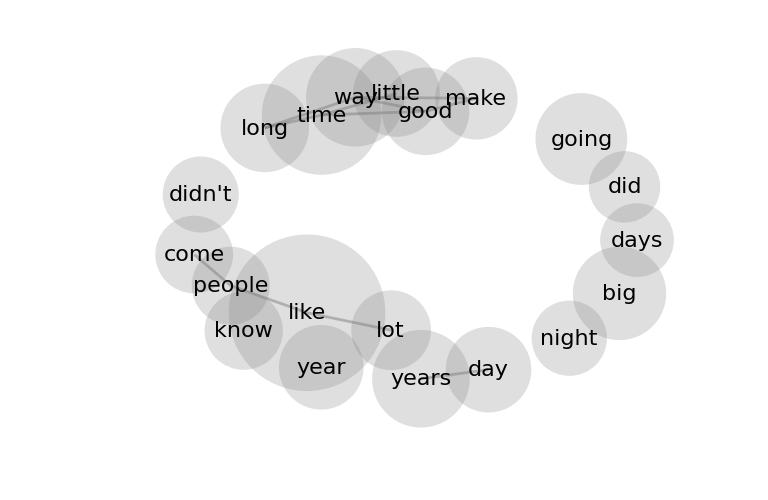 way
little
make
long
time
good
going
did
didn't
days
come
people
big
like
know
lot
night
year
years
day